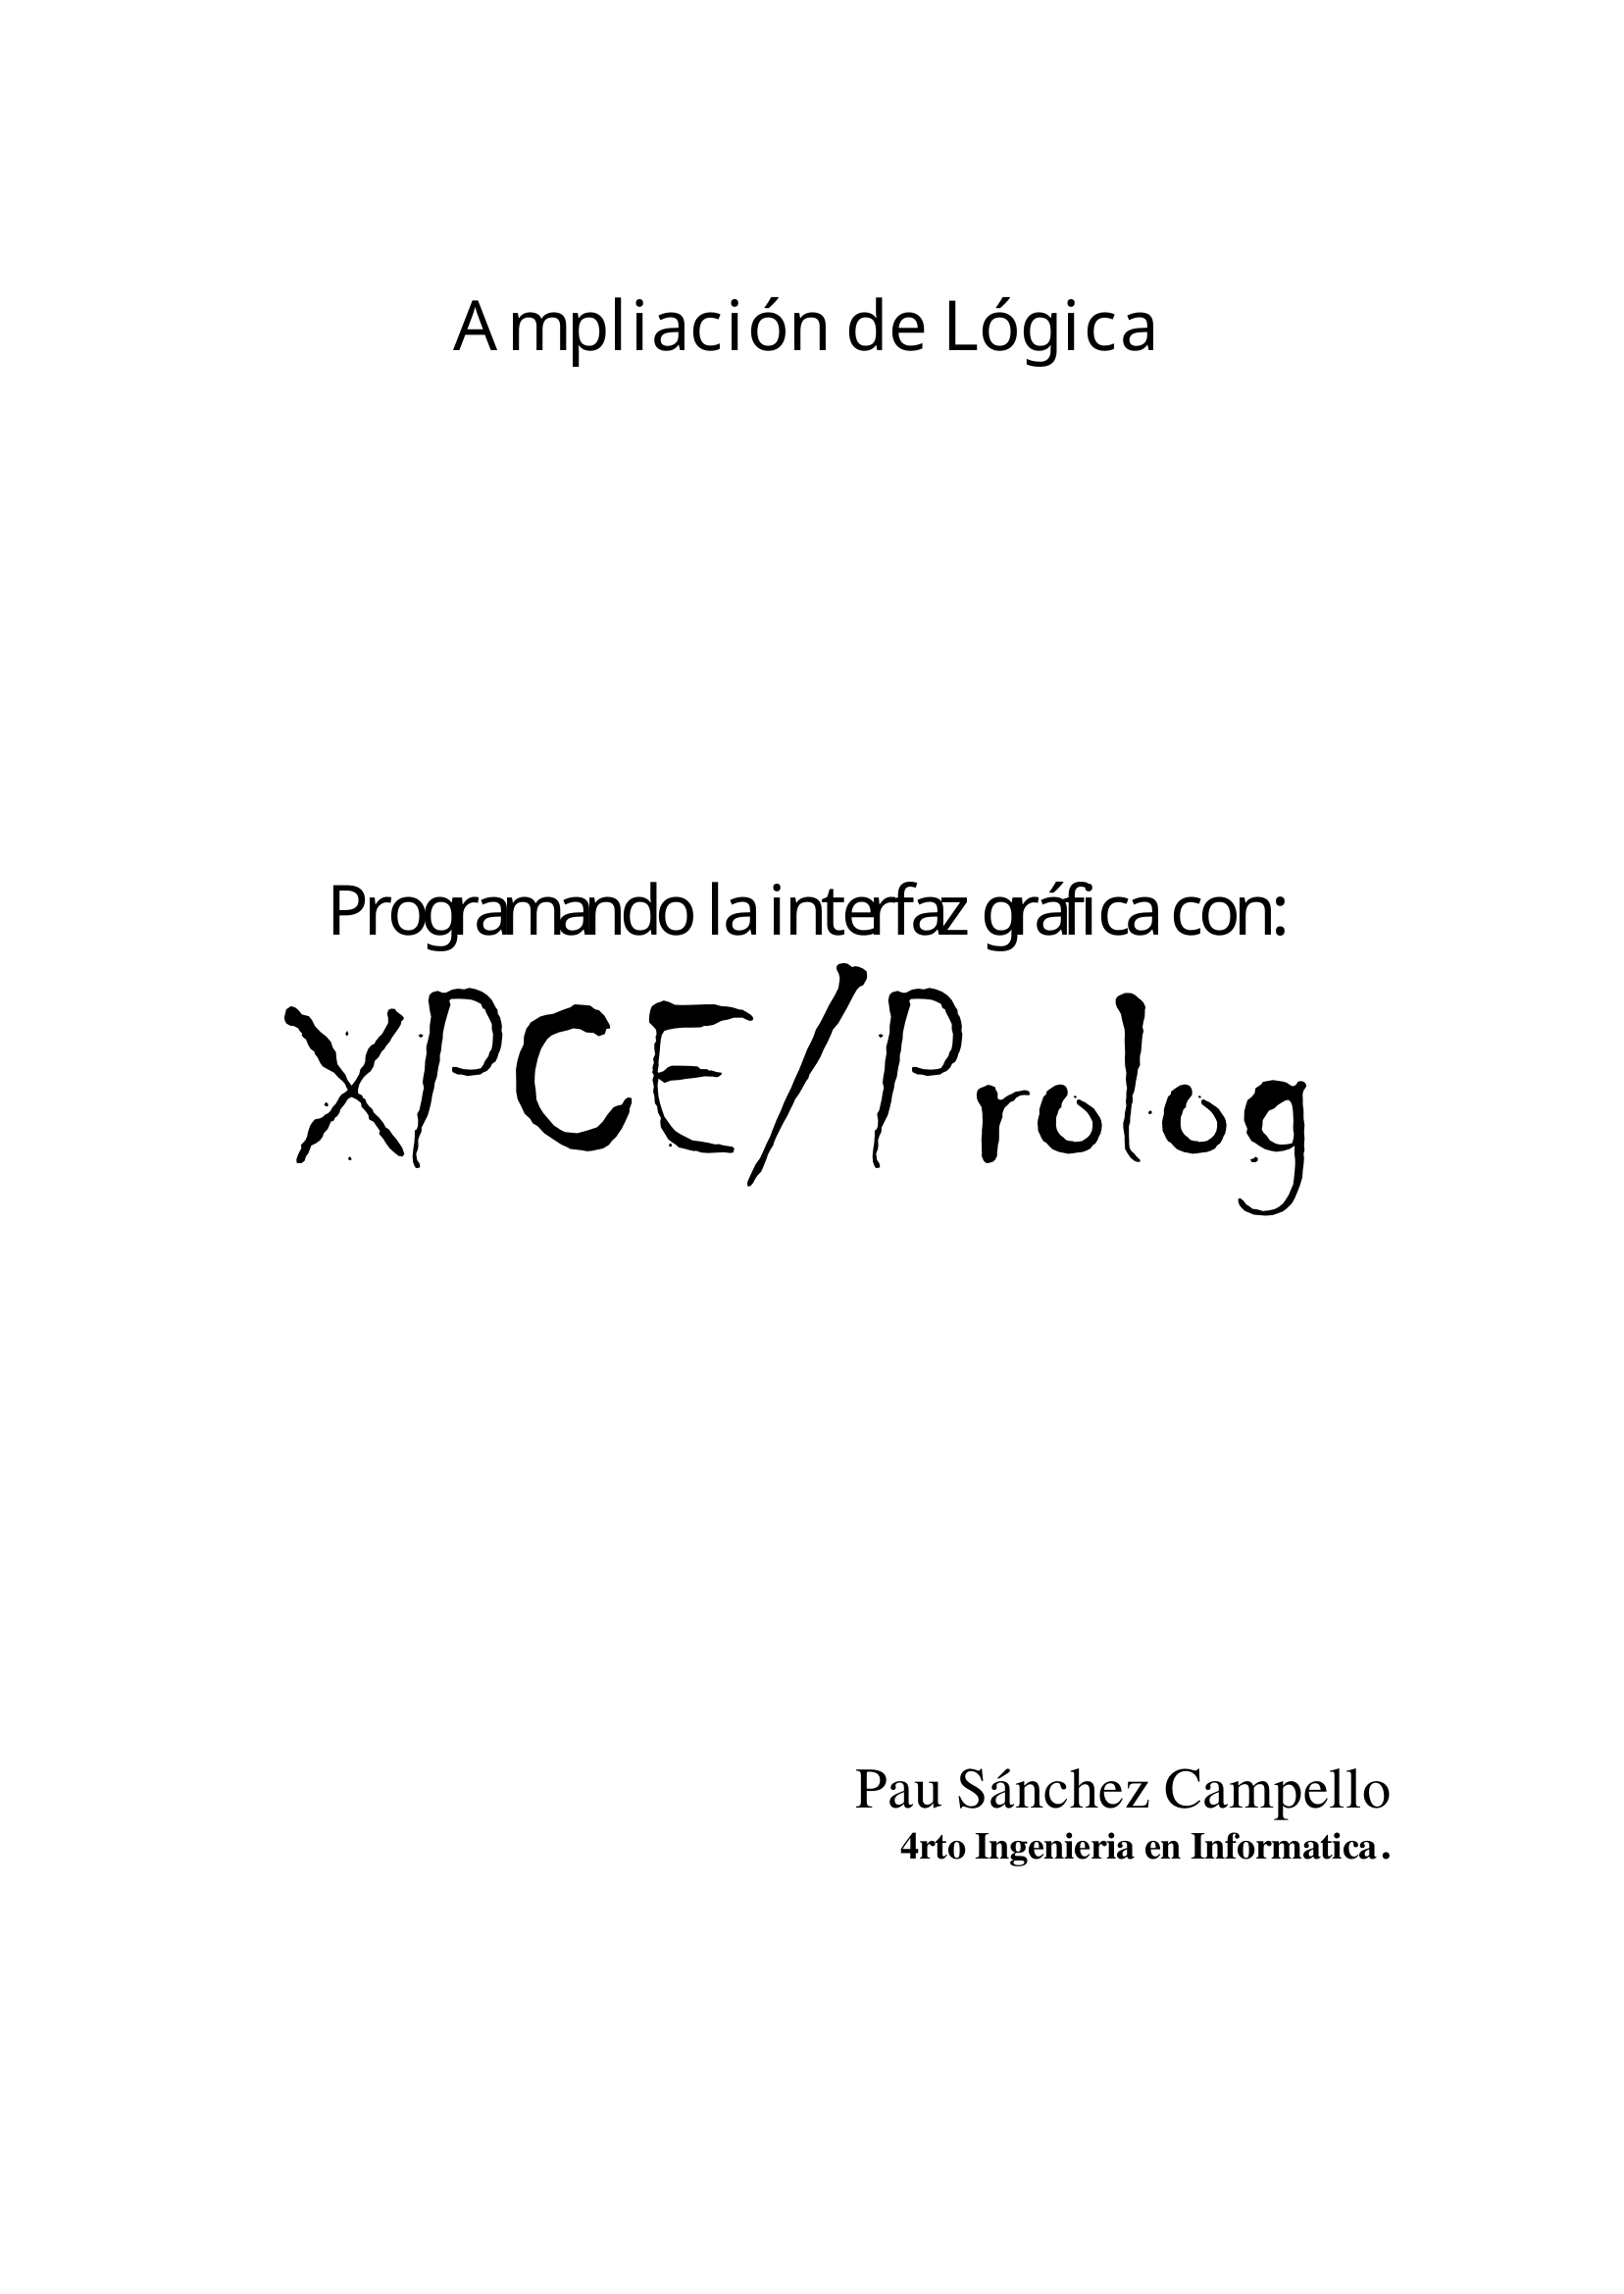 Ampliación de Lógica
Programando la interfaz gráfica con:
XPCE/Prolog
Pau Sánchez Campello
4rto Ingenieria en Informatica.